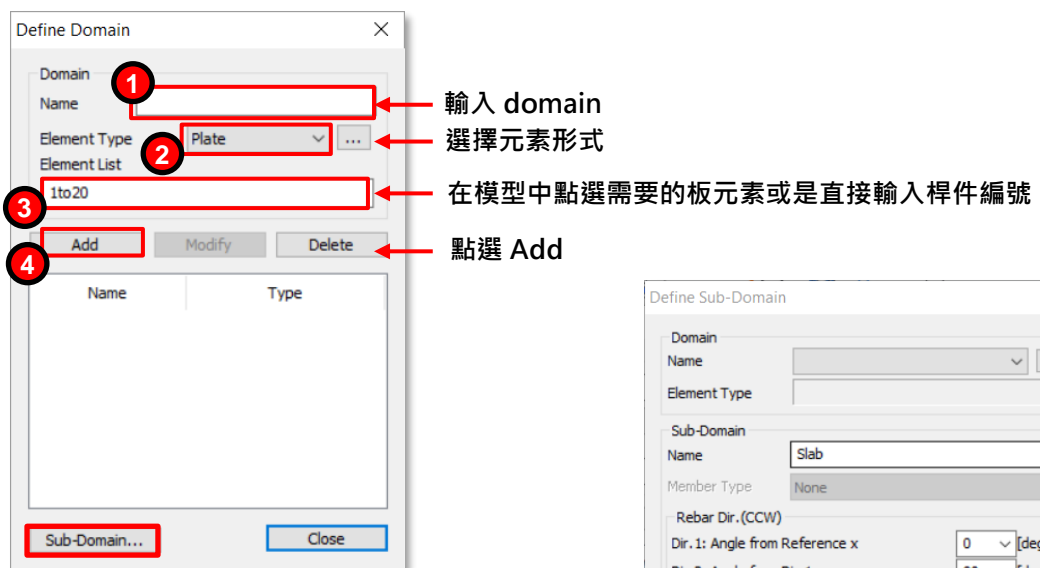 Define Domain
Domain
1
Name
輸入 domain
Element Type
2
Plate
...
選擇元素形式
Element List
3
1to20
在模型中點選需要的板元素或是直接輸入桿件編號
4
Add
Modify
Delete
點選 Add
Name
Type
Sub-Domain...
Close
Define Sub-Domain
Domain
Name
Element Type
Sub-Domain
Name
Slab
Member Type
None
Rebar Dir.(CCW)
Dir.1: Angle from Reference x
0